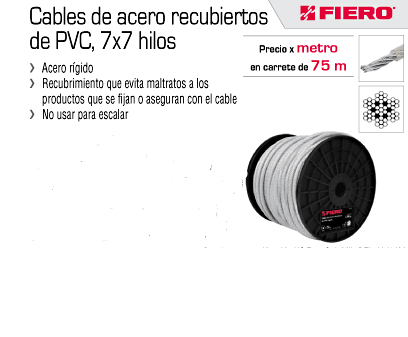 Cables de acero recubiertos
de PVC, 7x7 hilos
FIERO®
Precio x metro
en carrete de 75 m
❯ Acero rígido
❯ Recubrimiento que evita maltratos a los
productos que se fijan o aseguran con el cable
❯ No usar para escalar
FIERO